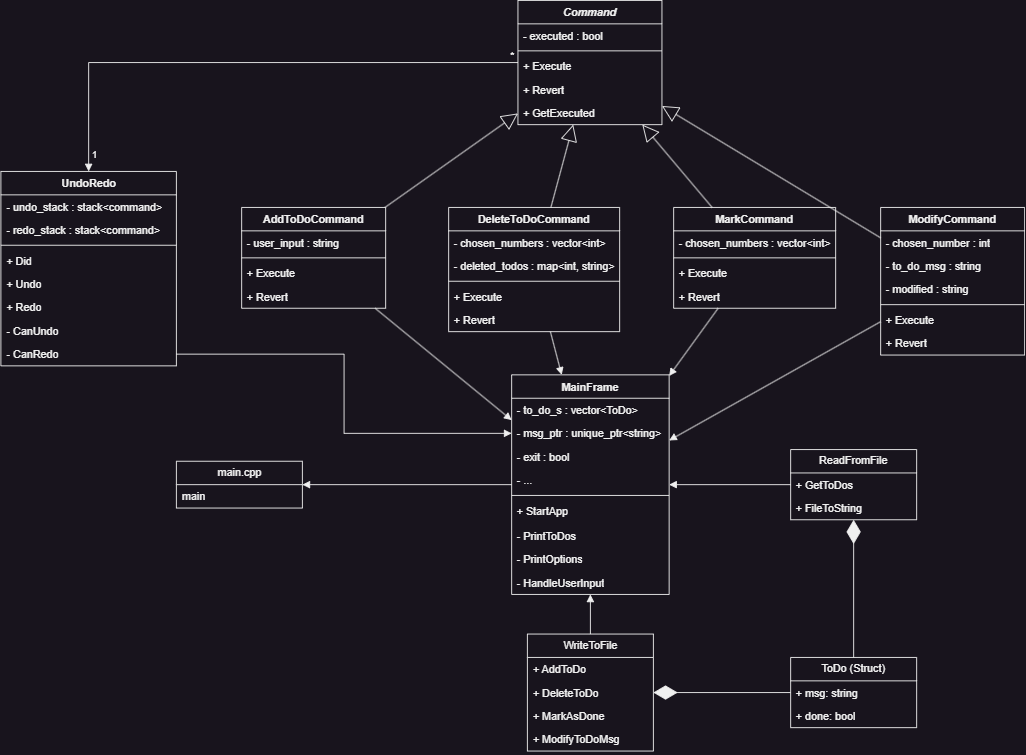 Command
- executed : bool
+ Execute
+ Revert
+ GetExecuted
*
1
UndoRedo
- undo_stack : stack<command>
- redo_stack : stack<command>
+ Did
+ Undo
+ Redo
- CanUndo
- CanRedo
AddToDoCommand
- user_input : string
+ Execute
+ Revert
DeleteToDoCommand
- chosen_numbers : vector<int>
- deleted_todos : map<int, string>
+ Execute
+ Revert
MarkCommand
- chosen_numbers : vector<int>
+ Execute
+ Revert
ModifyCommand
- chosen_number : int
- to_do_msg : string
- modified : string
+ Execute
+ Revert
MainFrame
- to_do_s : vector<ToDo>
- msg_ptr : unique_ptr<string>
- exit : bool
- ...
+ StartApp
- PrintToDos
- PrintOptions
- HandleUserInput
main.cpp
main
ReadFromFile
+ GetToDos
+ FileToString
WriteToFile
+ AddToDo
+ DeleteToDo
+ MarkAsDone
+ ModifyToDoMsg
ToDo (Struct)
+ msg: string
+ done: bool